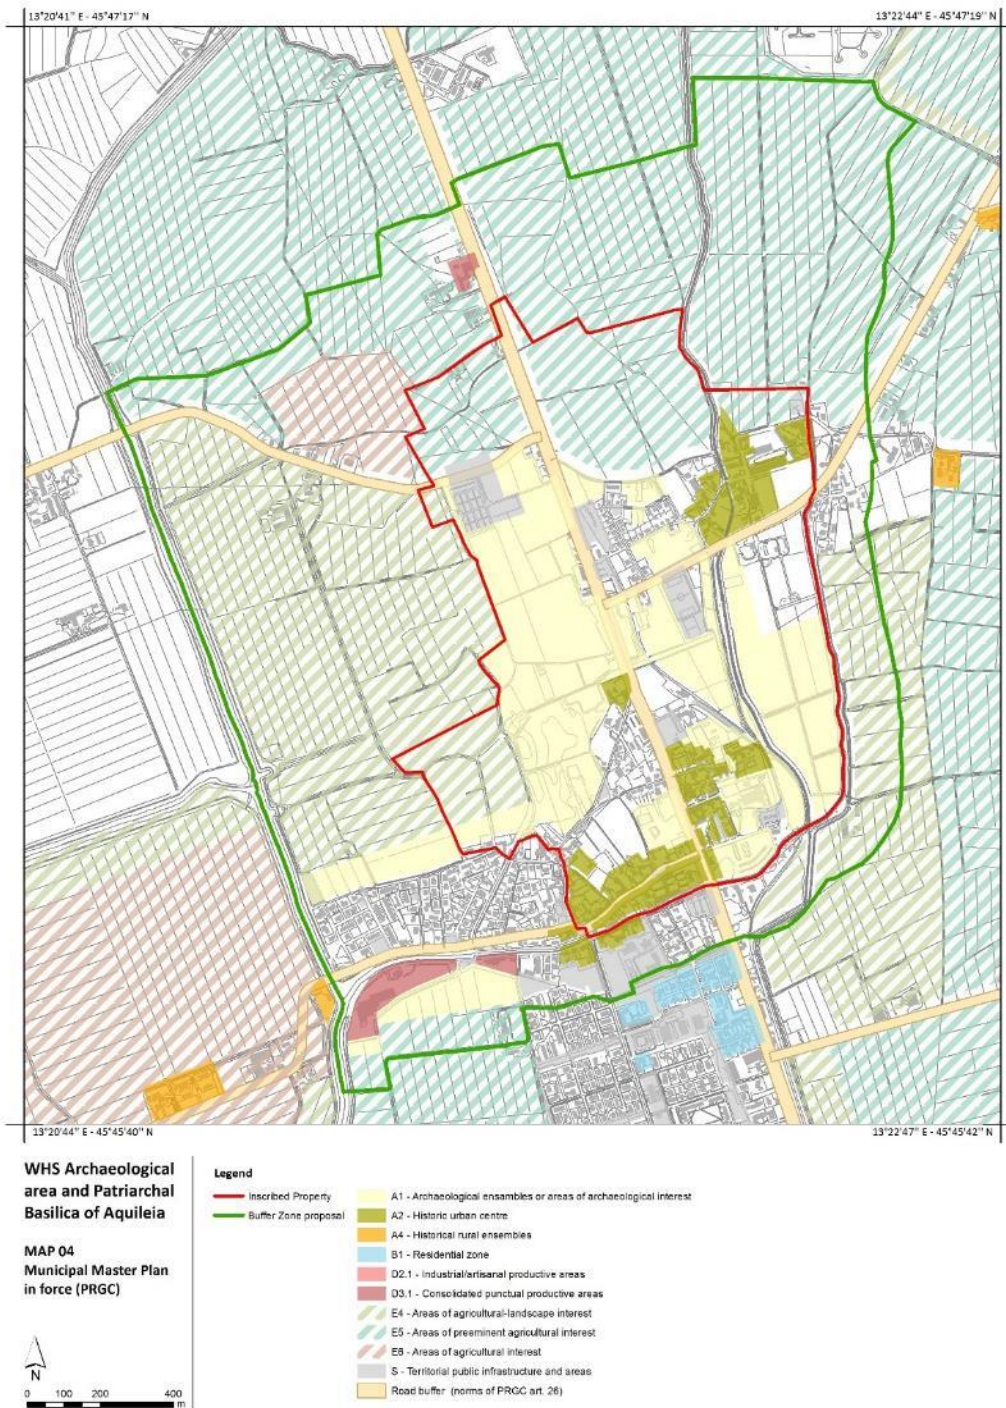 13°20'41" E - 45°47'17" N
13°22'44" E - 45°47'19" N
13°20'44" E - 45°45'40" N
13°22'47" E - 45°45'42" N
WHS Archaeological
area and Patriarchal
Basilica of Aquileia
MAP 04
Municipal Master Plan
in force (PRGC)
N
0 100 200 400
m
Legend
Inscribed Property
Buffer Zone proposal
A1 - Archaeological ensambles or areas of archaeological interest
A2 - Historic urban centre
A4 - Historical rural ensembles
B1 - Residential zone
D2.1 - Industrial/artisanal productive areas
D3.1 - Consolidated punctual productive areas
E4 - Areas of agricultural-landscape interest
E5 - Areas of preeminent agricultural interest
E6 - Areas of agricultural interest
S - Territorial public infrastructure and areas
Road buffer (norms of PRGC art. 26)